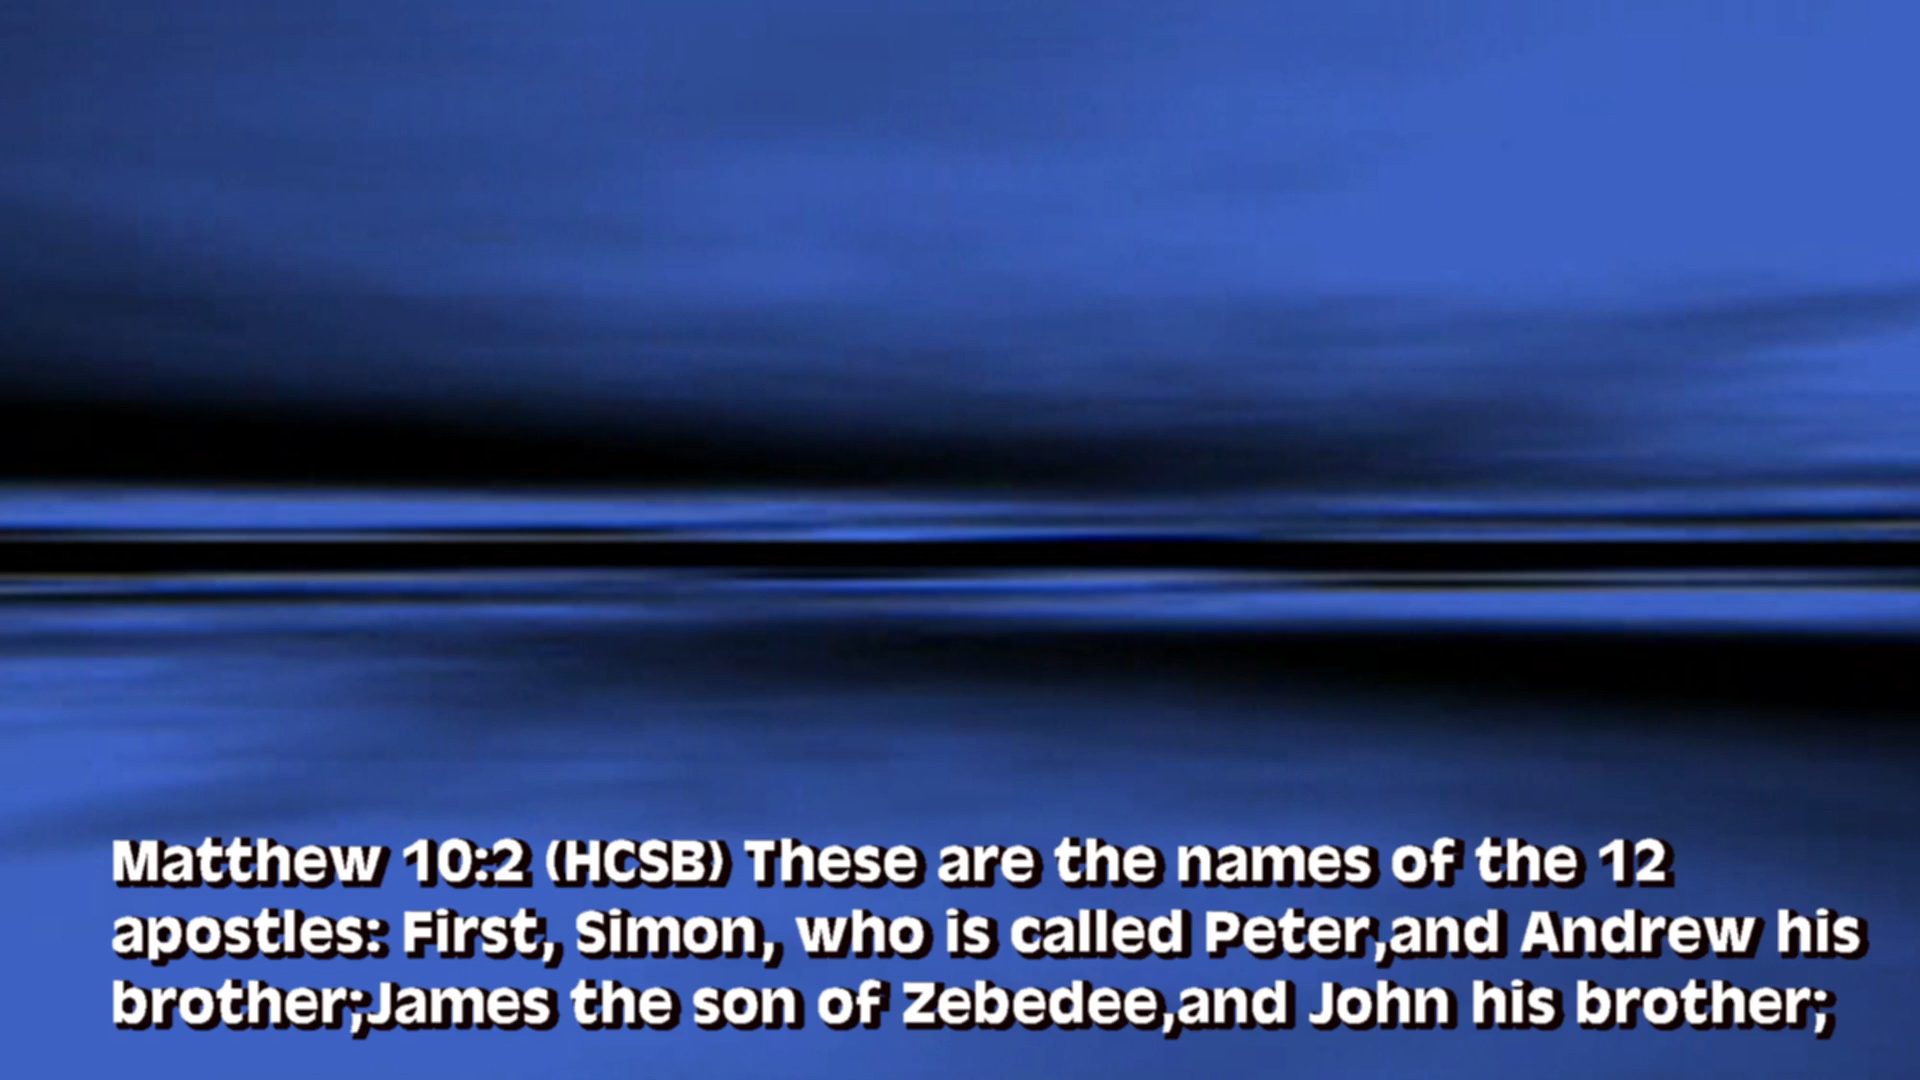 Matthew 10:2 (HCSB) These are the names of the 12
apostles: First, Simon, who is called Peter,and Andrew his
brother;James the son of Zebedee,and John his brother;